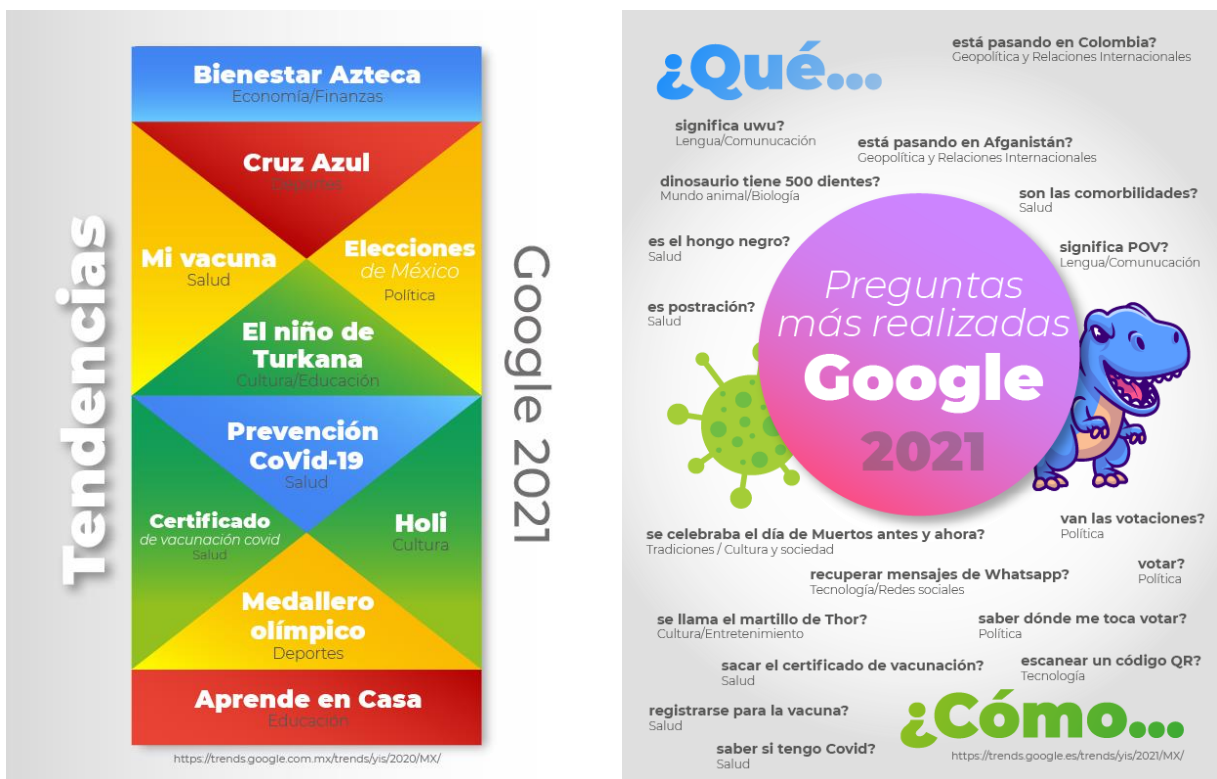 Tendencias
Bienestar Azteca
Economía/Finanzas
Cruz Azul
Deportes
Mi vacuna
Salud
Elecciones
de México
Política
El niño de
Turkana
Cultura/Educación
Prevención
CoVid-19
Salud
Certificado
de vacunación covid
Salud
Holi
Cultura
Medallero
olímpico
Deportes
Aprende en Casa
Educación
https://trends.google.com.mx/trends/yis/2020/MX/
Google 2021
¿Qué...
está pasando en Colombia?
Geopolítica y Relaciones Internacionales
significa uwu?
Lengua/Comunucación
está pasando en Afganistán?
Geopolítica y Relaciones Internacionales
dinosaurio tiene 500 dientes?
Mundo animal/Biología
son las comorbilidades?
Salud
es el hongo negro?
Salud
significa POV?
Lengua/Comunucación
es postración?
Salud
Preguntas
más realizadas
Google
2021
se celebraba el día de Muertos antes y ahora?
Tradiciones / Cultura y sociedad
van las votaciones?
Política
recuperar mensajes de Whatsapp?
Tecnología/Redes sociales
votar?
Política
se llama el martillo de Thor?
Cultura/Entretenimiento
saber dónde me toca votar?
Política
sacar el certificado de vacunación?
Salud
escanear un código QR?
Tecnología
registrarse para la vacuna?
Salud
¿Cómo...
saber si tengo Covid?
Salud
https://trends.google.es/trends/yis/2021/MX/